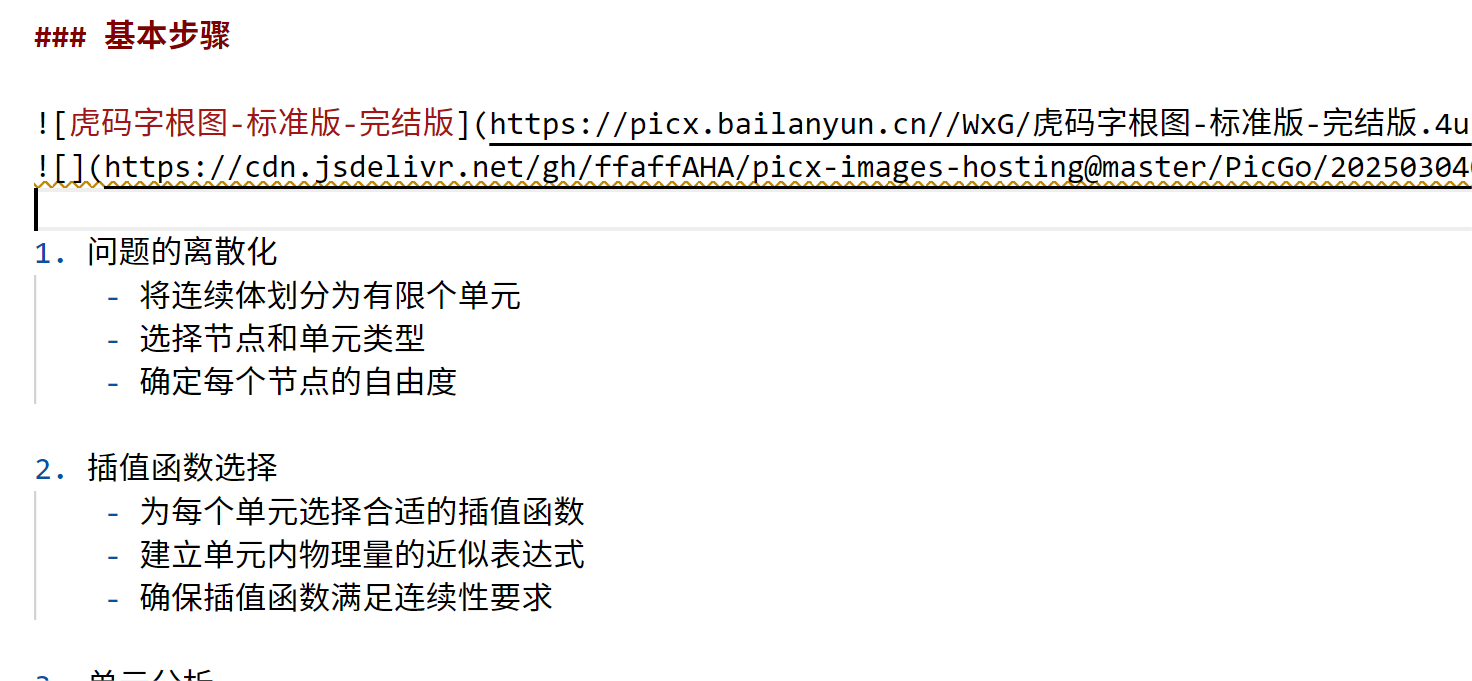 ### 基本步骤
![虎码字根图-标准版-完结版](https://picx.bailanyun.cn//WxG/虎码字根图-标准版-完结版.4u
![](https://cdn.jsdelivr.net/gh/ffaffAHA/picx-images-hosting@master/PicGo/202503040
1. 问题的离散化
- 将连续体划分为有限个单元
- 选择节点和单元类型
- 确定每个节点的自由度
2. 插值函数选择
- 为每个单元选择合适的插值函数
- 建立单元内物理量的近似表达式
- 确保插值函数满足连续性要求
3. 单元分析